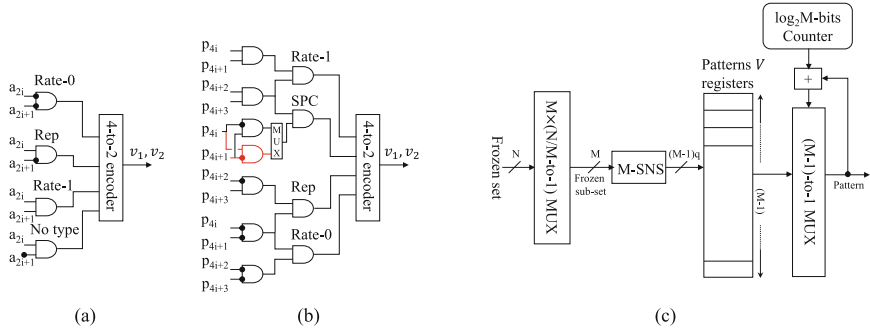 Rate-0
a2i
a2i+1
Rep
a2i
a2i+1
Rate-1
a2i
a2i+1
No type
a2i
a2i+1
4-to-2 encoder
v1, v2
(a)
p4i
p4i+1
Rate-1
p4i+2
p4i+3
SPC
p4i
p4i+1
MUX
p4i+2
p4i+3
Rep
p4i
p4i+1
Rate-0
p4i+2
p4i+3
4-to-2 encoder
v1, v2
(b)
log2M-bits
Counter
Patterns V
registers
+
Frozen set
N
M×(N/M-to-1) MUX
M
Frozen
sub-set
M-SNS
(M-1)q
(M-1)
(M-1)-to-1 MUX
Pattern
(c)